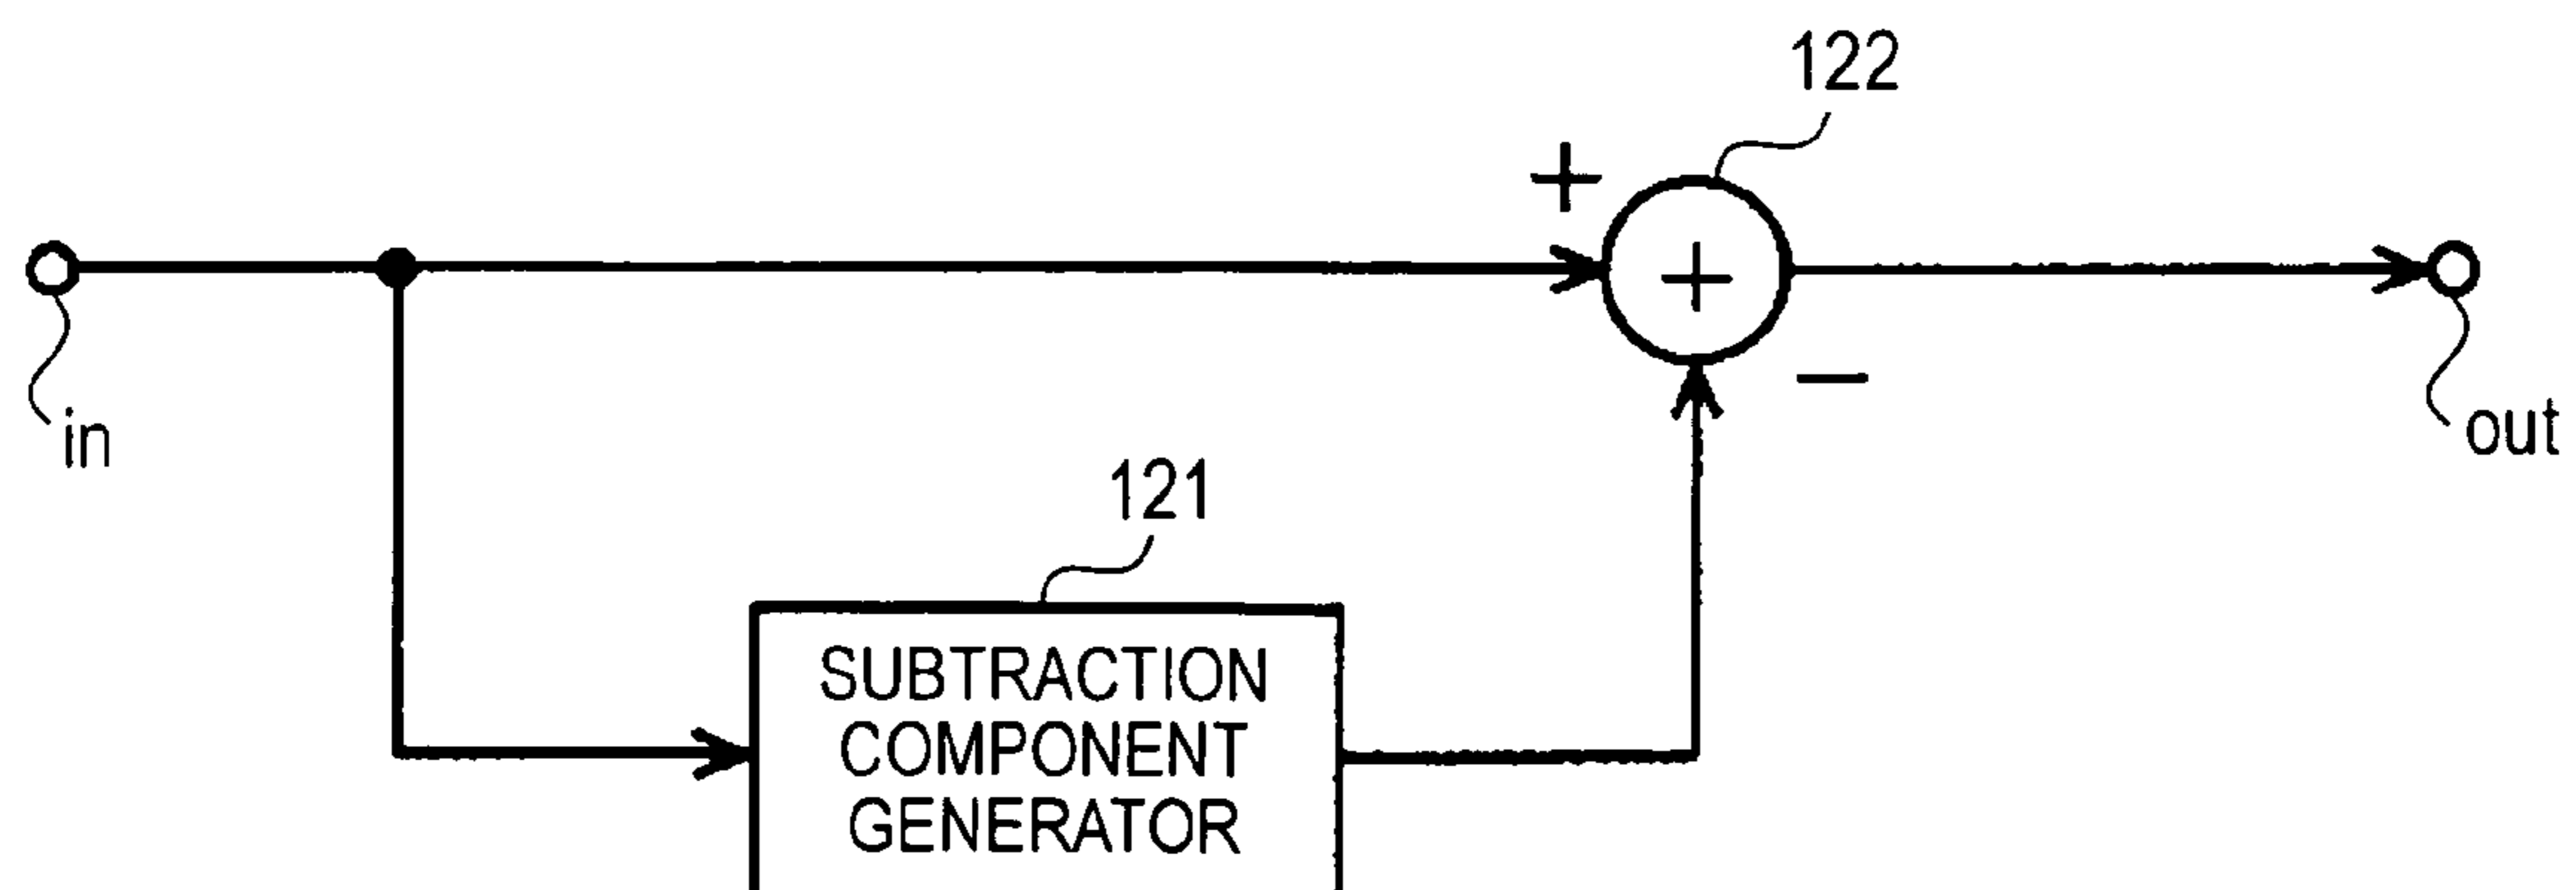 122
+
+
−
in
out
121
SUBTRACTION
COMPONENT
GENERATOR